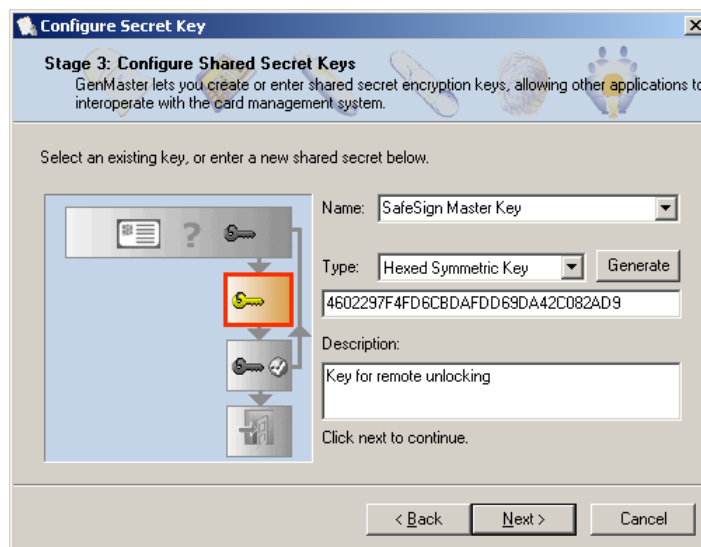 Configure Secret Key
Stage 3: Configure Shared Secret Keys
GenMaster lets you create or enter shared secret encryption keys, allowing other applications to
interoperate with the card management system.
Select an existing key, or enter a new shared secret below.
Name: SafeSign Master Key
Type: Hexed Symmetric Key Generate
4602297F4FD6CBDAFDD69DA42C082AD9
Description:
Key for remote unlocking
Click next to continue.
< Back Next > Cancel